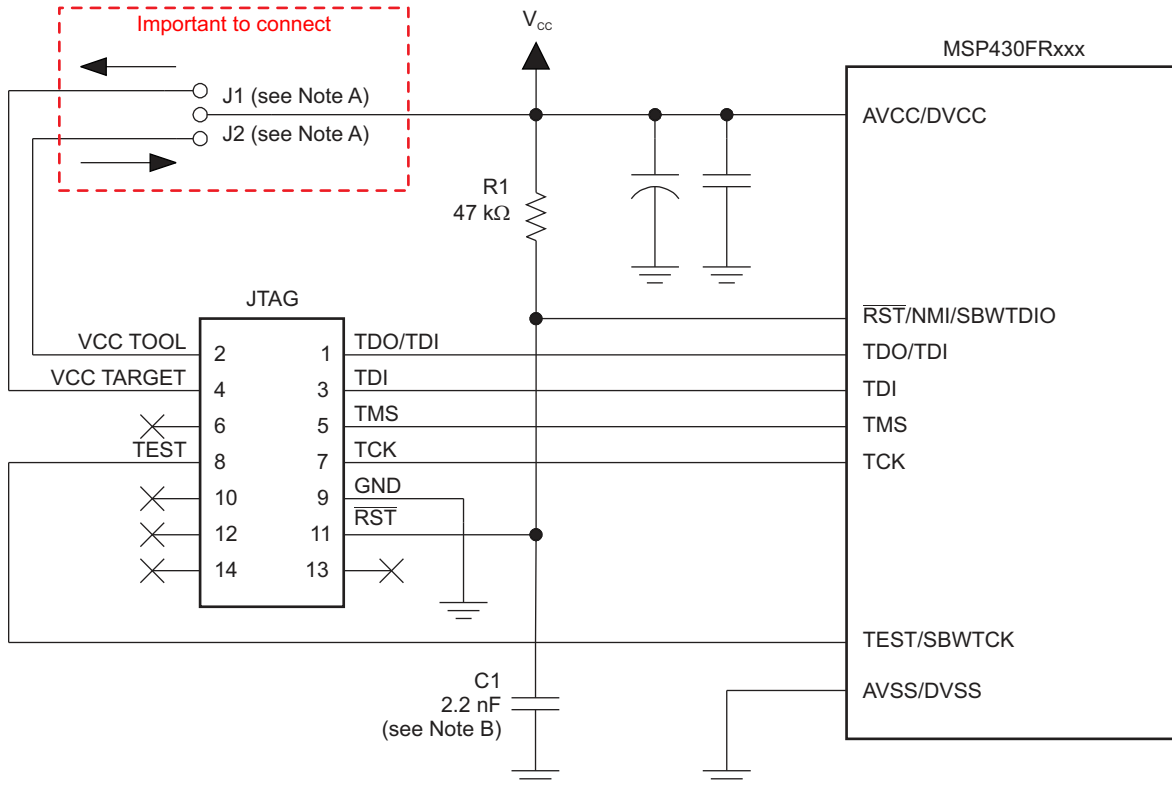 Important to connect
V_CC
MSP430FRxxx
J1 (see Note A)
J2 (see Note A)
AVCC/DVCC
R1
47 kΩ
JTAG
R̅S̅T̅/NMI/SBWTDIO
VCC TOOL
2
1
TDO/TDI
TDO/TDI
VCC TARGET
4
3
TDI
TDI
6
5
TMS
TMS
TEST
8
7
TCK
TCK
10
9
GND
12
11
R̅S̅T̅
14
13
TEST/SBWTCK
C1
2.2 nF
(see Note B)
AVSS/DVSS